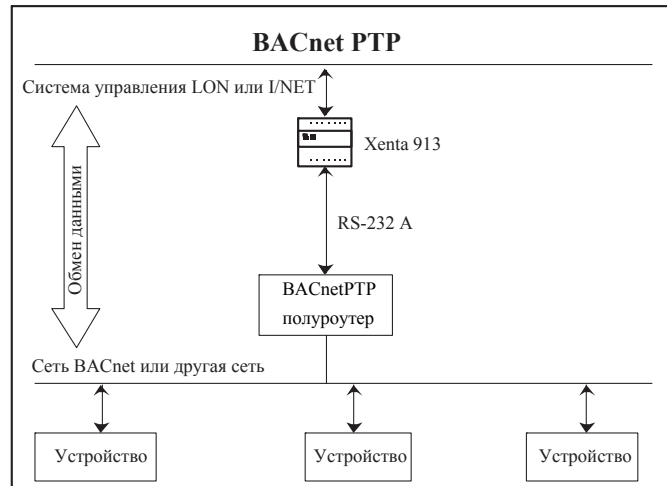 BACnet PTP
Система управления LON или I/NET
Xenta 913
Обмен данными
RS-232 A
BACnetPTP
полуроутер
Сеть BACnet или другая сеть
Устройство
Устройство
Устройство